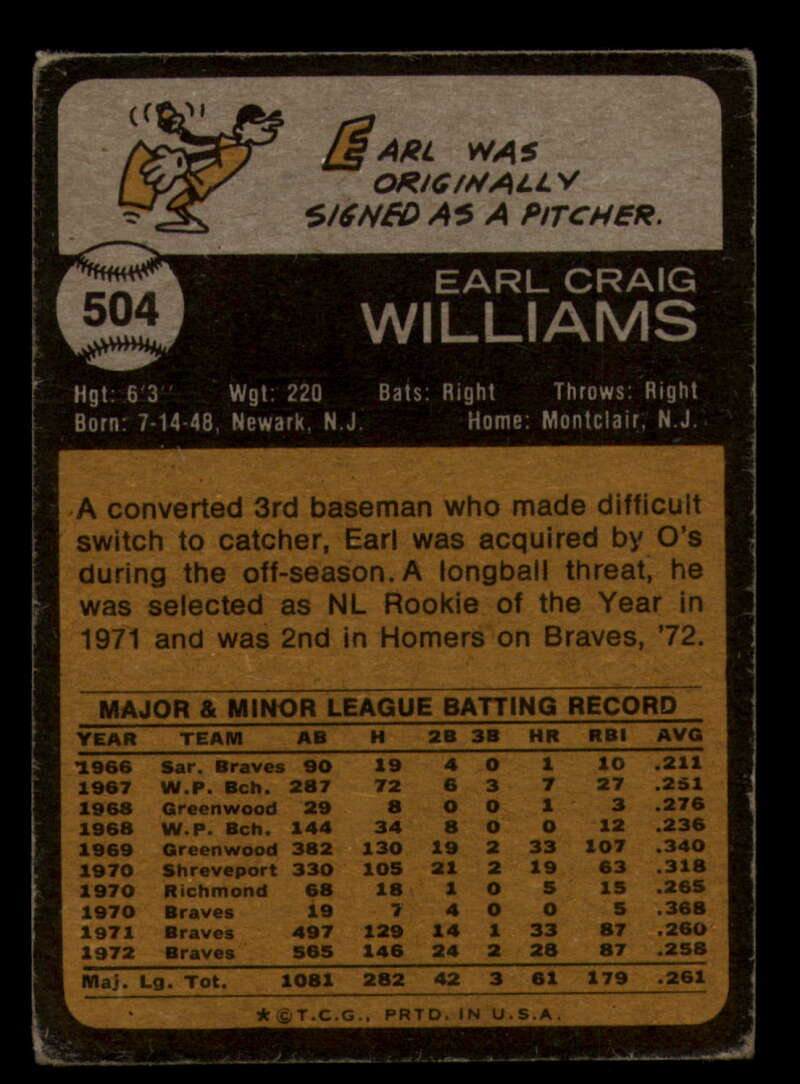 EARL WAS
ORIGINALLY
SIGNED AS A PITCHER.
504
EARL CRAIG
WILLIAMS
Hgt: 6'3" Wgt: 220 Bats: Right Throws: Right
Born: 7-14-48, Newark, N.J. Home: Montclair, N.J.
A converted 3rd baseman who made difficult
switch to catcher, Earl was acquired by O's
during the off-season. A longball threat, he
was selected as NL Rookie of the Year in
1971 and was 2nd in Homers on Braves, '72.
MAJOR & MINOR LEAGUE BATTING RECORD
YEAR TEAM AB H 2B 3B HR RBI AVG
1966 Sar. Braves 90 19 4 0 1 10 .211
1967 W.P. Bch. 287 72 6 3 7 27 .251
1968 Greenwood 29 8 0 0 1 3 .276
1968 W.P. Bch. 144 34 8 0 0 12 .236
1969 Greenwood 382 130 19 2 33 107 .340
1970 Shreveport 330 105 21 2 19 63 .318
1970 Richmond 68 18 1 0 5 15 .265
1970 Braves 19 7 4 0 0 5 .368
1971 Braves 497 129 14 1 33 87 .260
1972 Braves 565 146 24 2 28 87 .258
Maj. Lg. Tot. 1081 282 42 3 61 179 .261
*©T.C.G., PRTD. IN U.S.A.